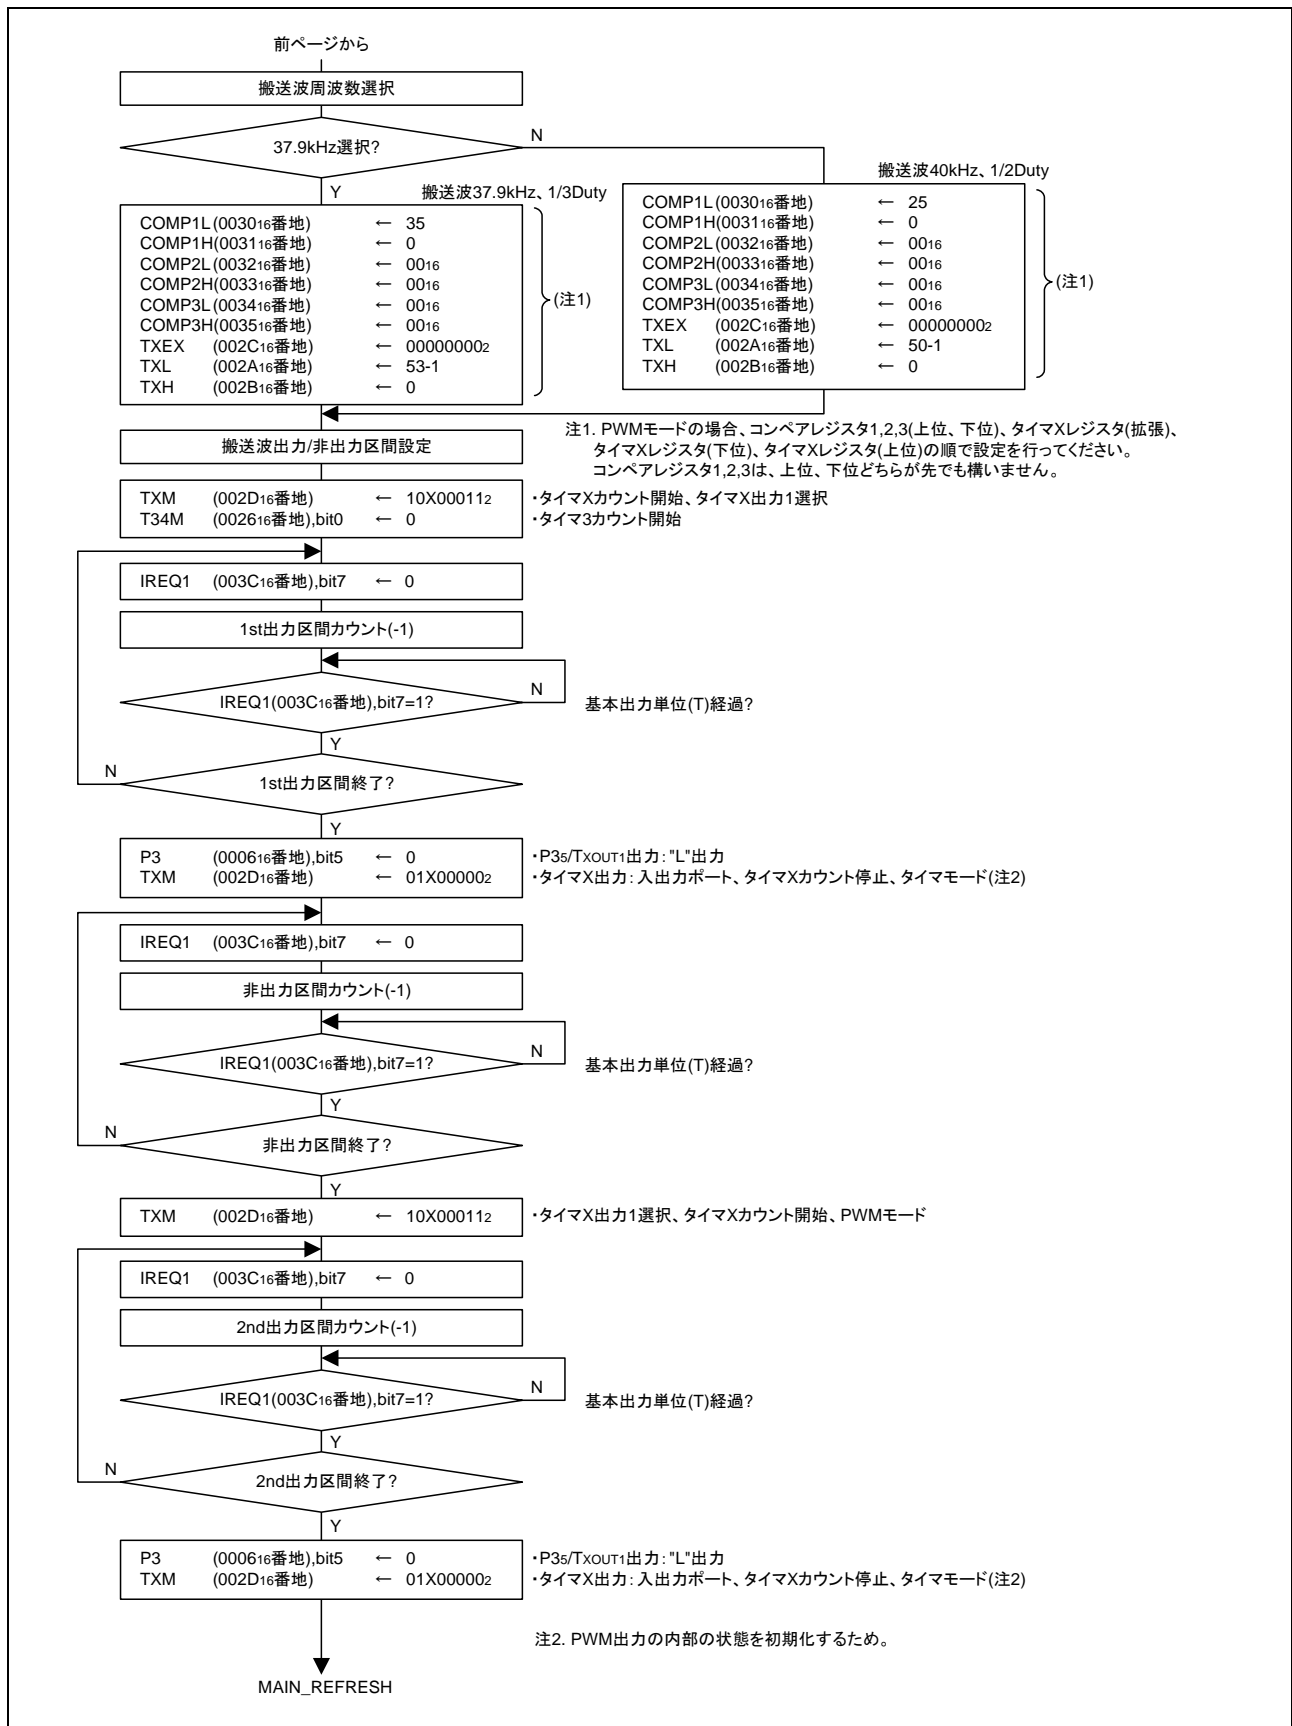 前ページから
搬送波周波数選択
37.9kHz選択?
N
Y
搬送波37.9kHz、1/3Duty
COMP1L(0030₁₆番地) ← 35
COMP1H(0031₁₆番地) ← 0
COMP2L(0032₁₆番地) ← 00₁₆
COMP2H(0033₁₆番地) ← 00₁₆
COMP3L(0034₁₆番地) ← 00₁₆
COMP3H(0035₁₆番地) ← 00₁₆
TXEX (002C₁₆番地) ← 00000000₂
TXL (002A₁₆番地) ← 53-1
TXH (002B₁₆番地) ← 0
(注1)
搬送波40kHz、1/2Duty
COMP1L(0030₁₆番地) ← 25
COMP1H(0031₁₆番地) ← 0
COMP2L(0032₁₆番地) ← 00₁₆
COMP2H(0033₁₆番地) ← 00₁₆
COMP3L(0034₁₆番地) ← 00₁₆
COMP3H(0035₁₆番地) ← 00₁₆
TXEX (002C₁₆番地) ← 00000000₂
TXL (002A₁₆番地) ← 50-1
TXH (002B₁₆番地) ← 0
(注1)
注1. PWMモードの場合、コンペアレジスタ1,2,3(上位、下位)、タイマXレジスタ(拡張)、
タイマXレジスタ(下位)、タイマXレジスタ(上位)の順で設定を行ってください。
コンペアレジスタ1,2,3は、上位、下位どちらが先でも構いません。
搬送波出力/非出力区間設定
TXM (002D₁₆番地) ← 10X00011₂ ・タイマXカウント開始、タイマX出力1選択
T34M (0026₁₆番地),bit0 ← 0 ・タイマ3カウント開始
IREQ1 (003C₁₆番地),bit7 ← 0
1st出力区間カウント(-1)
IREQ1(003C₁₆番地),bit7=1?
N
基本出力単位(T)経過?
Y
N
1st出力区間終了?
Y
P3 (0006₁₆番地),bit5 ← 0 ・P3₅/TXOUT1出力:"L"出力
TXM (002D₁₆番地) ← 01X00000₂ ・タイマX出力:入出力ポート、タイマXカウント停止、タイマモード(注2)
IREQ1 (003C₁₆番地),bit7 ← 0
非出力区間カウント(-1)
IREQ1(003C₁₆番地),bit7=1?
N
基本出力単位(T)経過?
Y
N
非出力区間終了?
Y
TXM (002D₁₆番地) ← 10X00011₂ ・タイマX出力1選択、タイマXカウント開始、PWMモード
IREQ1 (003C₁₆番地),bit7 ← 0
2nd出力区間カウント(-1)
IREQ1(003C₁₆番地),bit7=1?
N
基本出力単位(T)経過?
Y
N
2nd出力区間終了?
Y
P3 (0006₁₆番地),bit5 ← 0 ・P3₅/TXOUT1出力:"L"出力
TXM (002D₁₆番地) ← 01X00000₂ ・タイマX出力:入出力ポート、タイマXカウント停止、タイマモード(注2)
注2. PWM出力の内部の状態を初期化するため。
MAIN_REFRESH